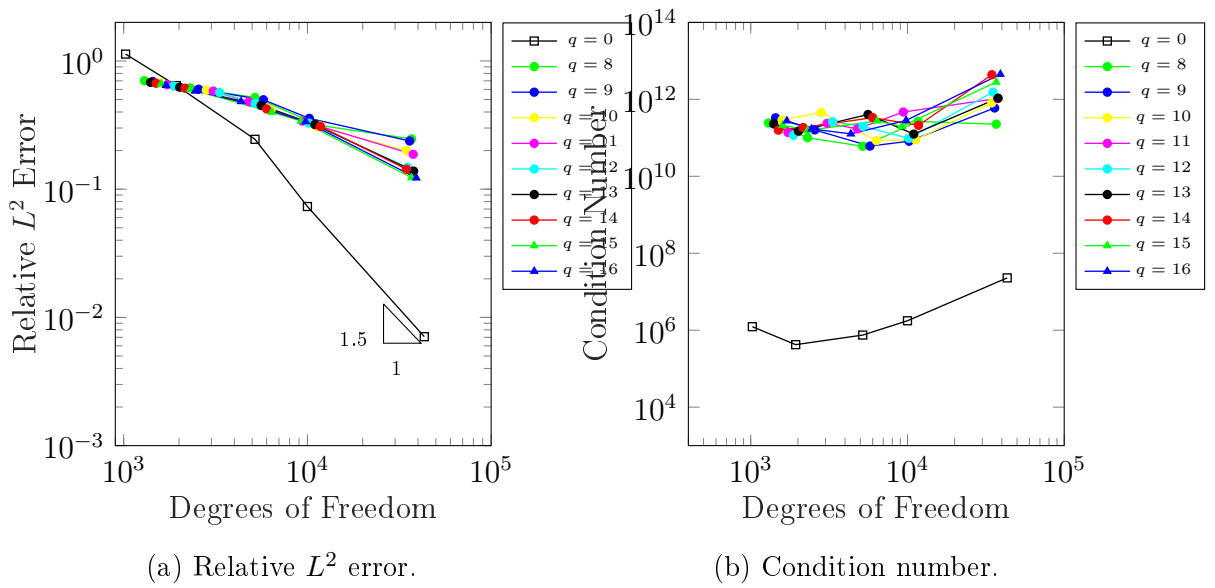 10^0
10^{-1}
10^{-2}
10^{-3}
10^3
10^4
10^5
Relative L^2 Error
Degrees of Freedom
1.5
1
q = 0
q = 8
q = 9
q = 10
q = 11
q = 12
q = 13
q = 14
q = 15
q = 16
(a) Relative L^2 error.
10^{14}
10^{12}
10^{10}
10^8
10^6
10^4
10^3
10^4
10^5
Condition Number
Degrees of Freedom
q = 0
q = 8
q = 9
q = 10
q = 11
q = 12
q = 13
q = 14
q = 15
q = 16
(b) Condition number.